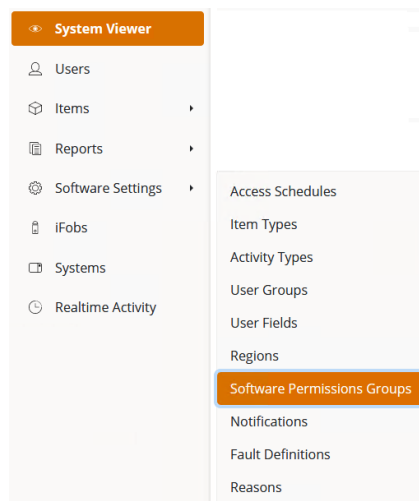 System Viewer
Users
Items
Reports
Software Settings
iFobs
Systems
Realtime Activity
Access Schedules
Item Types
Activity Types
User Groups
User Fields
Regions
Software Permissions Groups
Notifications
Fault Definitions
Reasons